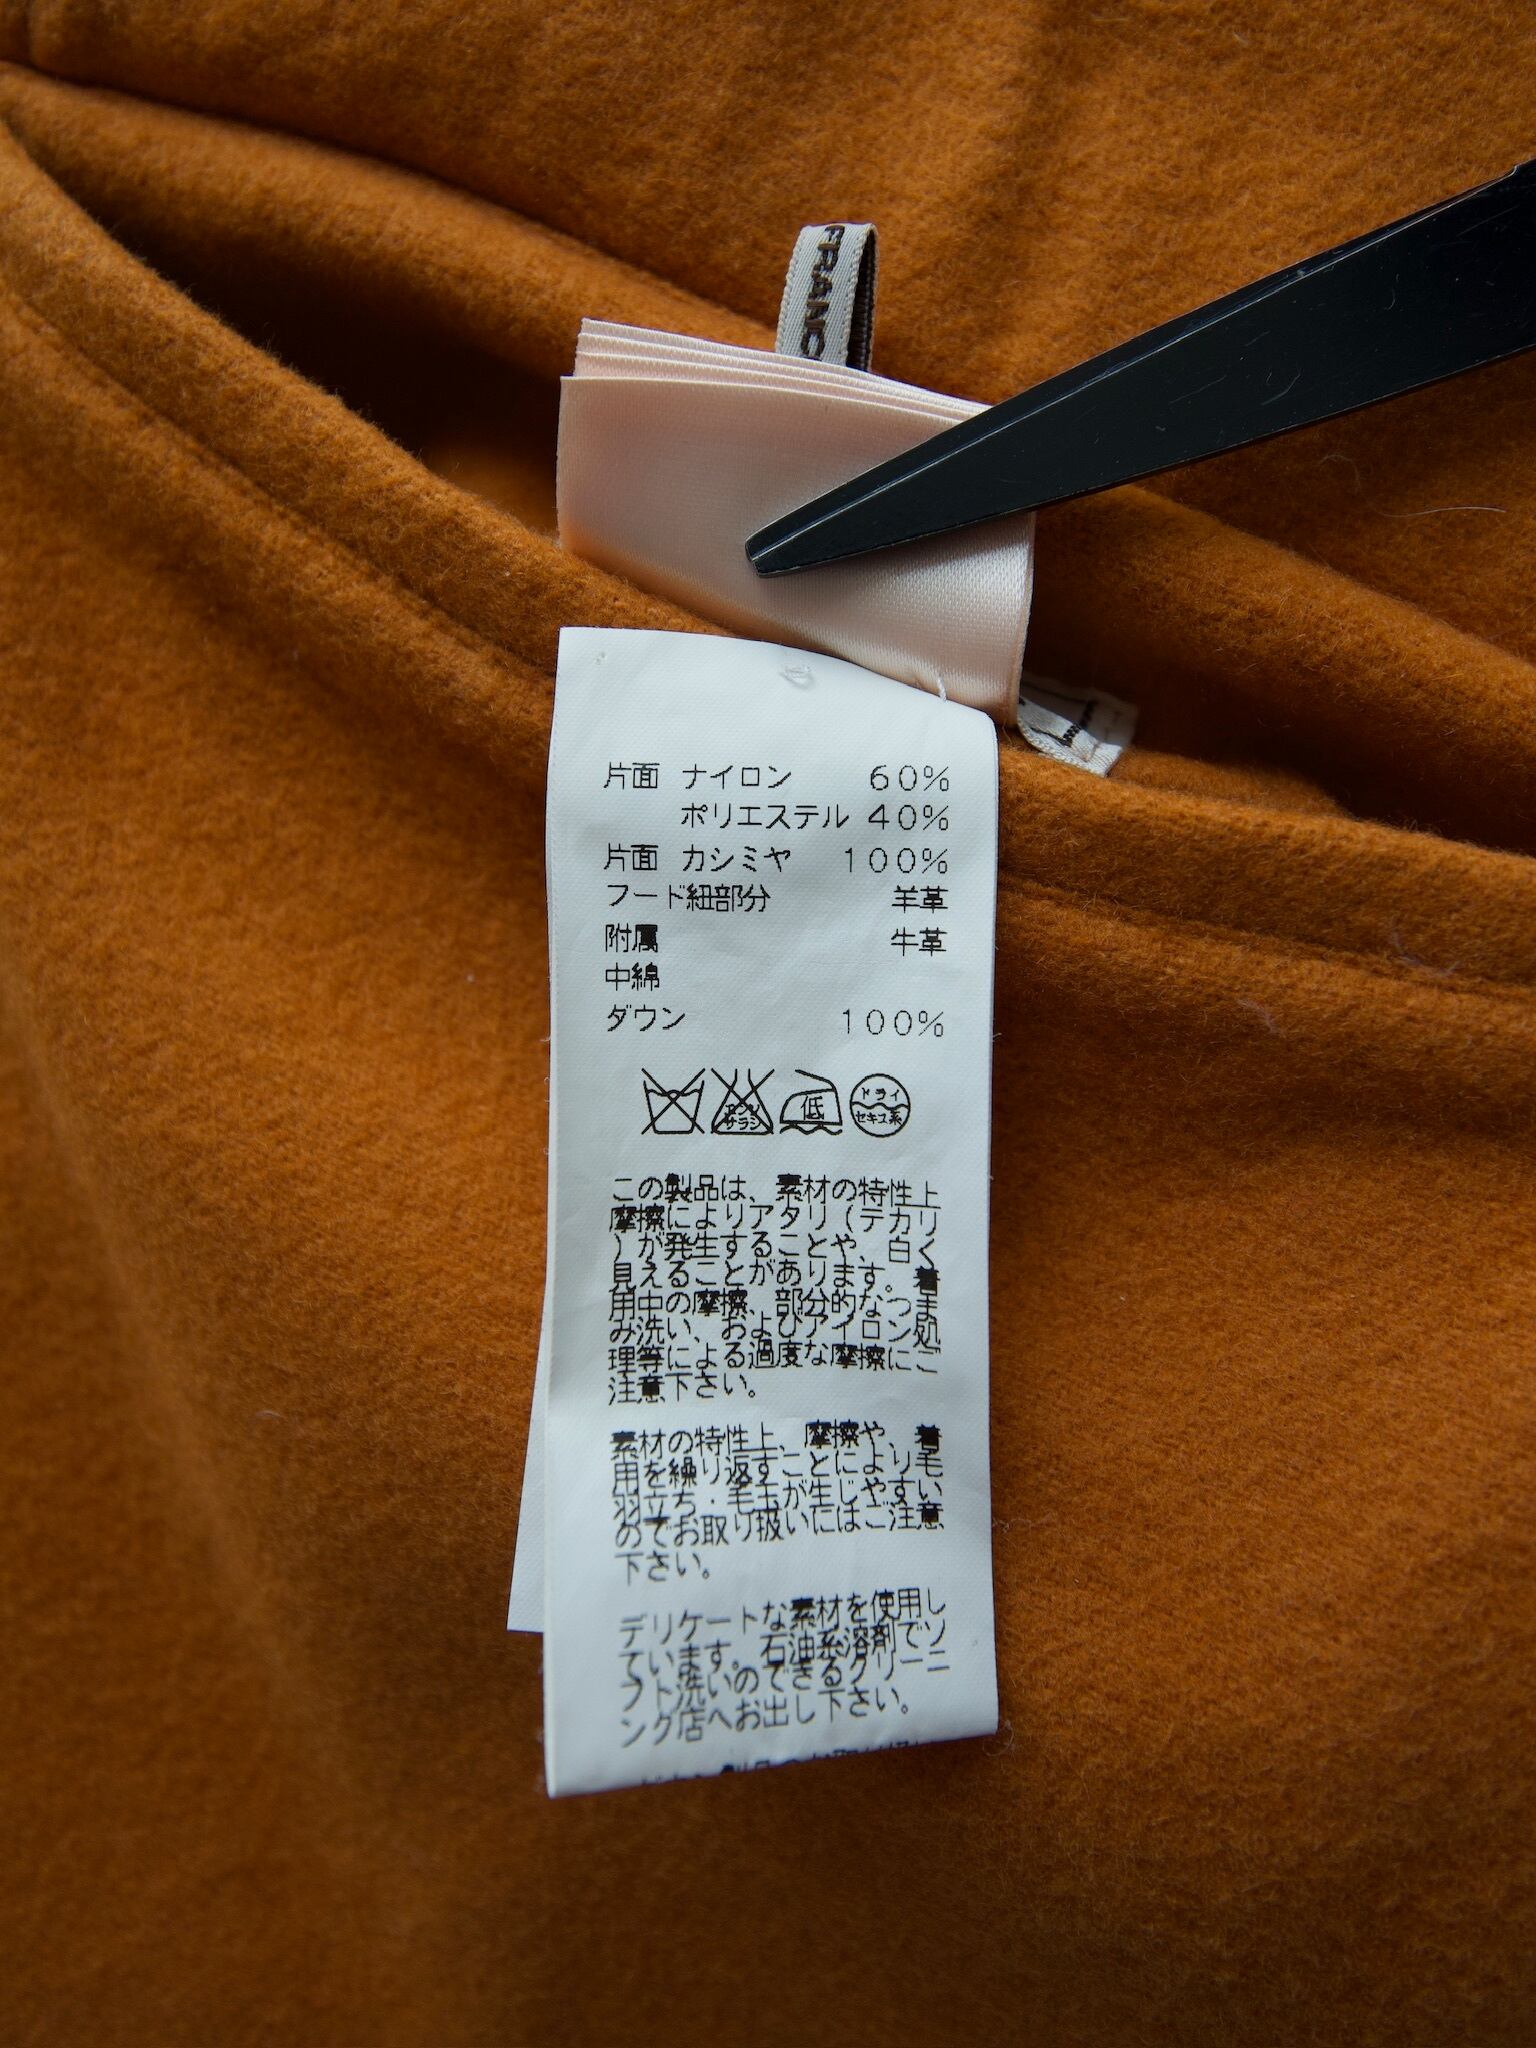 FRANC
片面 ナイロン 60%
ポリエステル 40%
片面 カシミヤ 100%
フード紐部分 羊革
附属 牛革
中綿
ダウン 100%
エンソ
サラシ
低
ドライ
セキユ系
この製品は、素材の特性上
摩擦によりアタリ(テカリ
)が発生することや、白く
見えることがあります。着
用中の摩擦、部分的なつま
み洗い、およびアイロン処
理等による過度な摩擦にご
注意下さい。
素材の特性上、摩擦や、着
用を繰り返すことにより毛
羽立ち・毛玉が生じやすい
のでお取り扱いにはご注意
下さい。
デリケートな素材を使用し
ています。石油系溶剤でソ
フト洗いのできるクリーニ
ング店へお出し下さい。